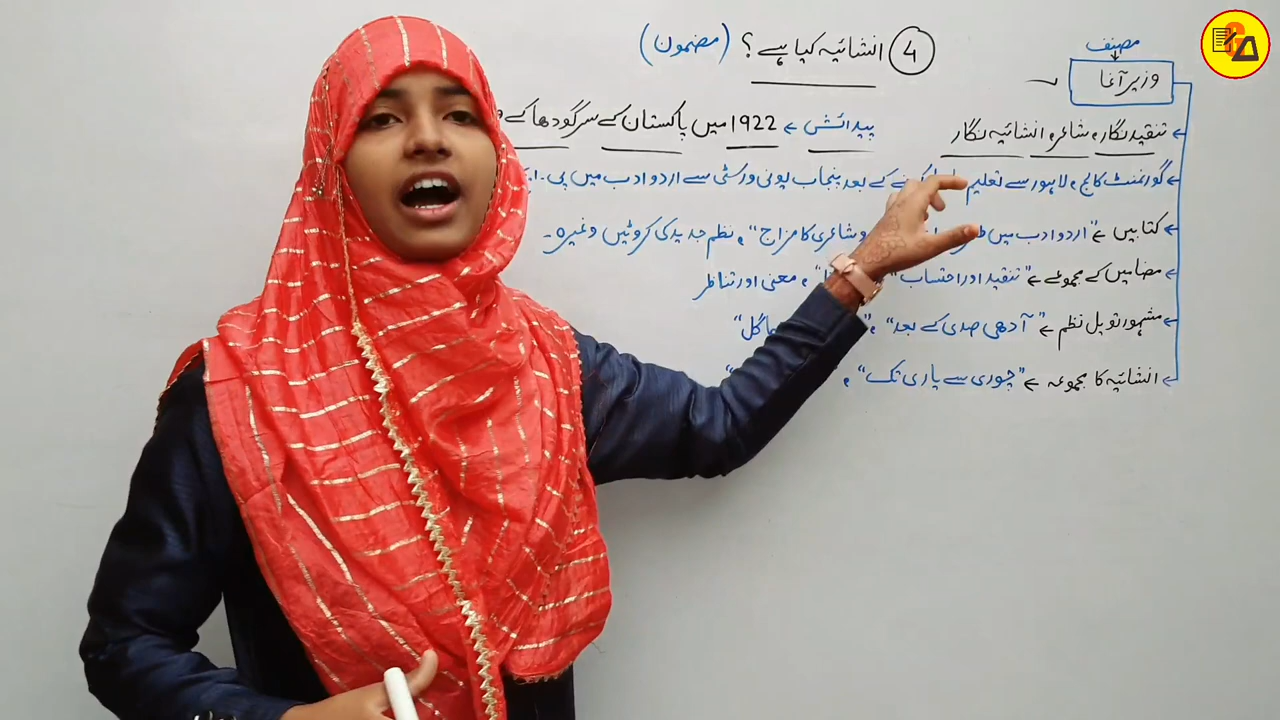 ④ انشائیہ کیا ہے؟ (مضمون)
مصنف
وزیر آغا
تنقید نگار، شاعر، انشائیہ نگار
پیدائش ← 1922 میں پاکستان کے سرگودھا کے
گورنمنٹ کالج، لاہور سے تعلیم کرنے کے بعد پنجاب یونی ورسٹی سے اردو ادب میں پی۔
کتابیں ← "اردو ادب میں و شاعری کا مزاج"، نظم جدید کی کروٹیں وغیرہ۔
مضامین کے مجموعے ← "تنقید اور احتساب" ، معنی اور تناظر
مشہور طویل نظم ← "آدھی صدی کے بعد"،
انشائیہ کا مجموعہ ← "چوری سے یاری تک"،